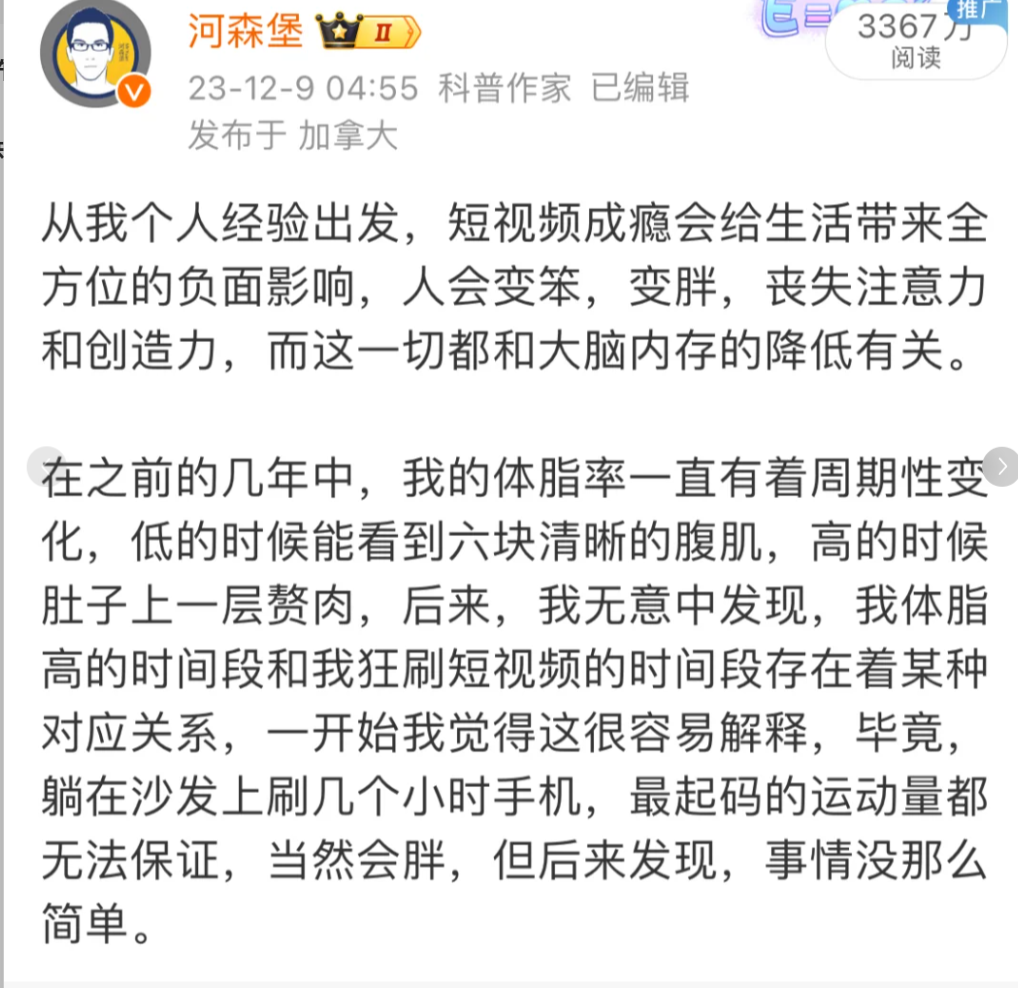 河森堡 II
推广
3367万
阅读
23-12-9 04:55 科普作家 已编辑
发布于 加拿大
从我个人经验出发，短视频成瘾会给生活带来全
方位的负面影响，人会变笨，变胖，丧失注意力
和创造力，而这一切都和大脑内存的降低有关。
在之前的几年中，我的体脂率一直有着周期性变
化，低的时候能看到六块清晰的腹肌，高的时候
肚子上一层赘肉，后来，我无意中发现，我体脂
高的时间段和我狂刷短视频的时间段存在着某种
对应关系，一开始我觉得这很容易解释，毕竟，
躺在沙发上刷几个小时手机，最起码的运动量都
无法保证，当然会胖，但后来发现，事情没那么
简单。